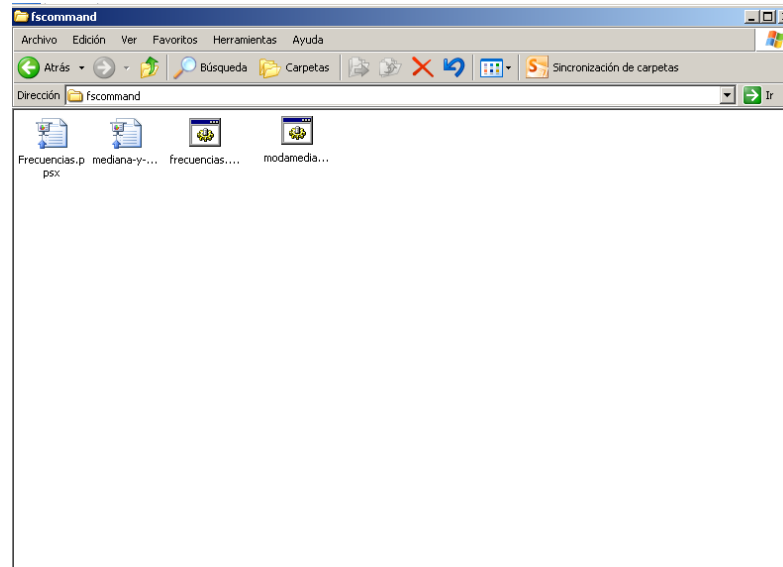 fscommand
Archivo Edición Ver Favoritos Herramientas Ayuda
Atrás Búsqueda Carpetas Sincronización de carpetas
Dirección fscommand Ir
Frecuencias.p mediana-y-... frecuencias.... modamedia...
psx